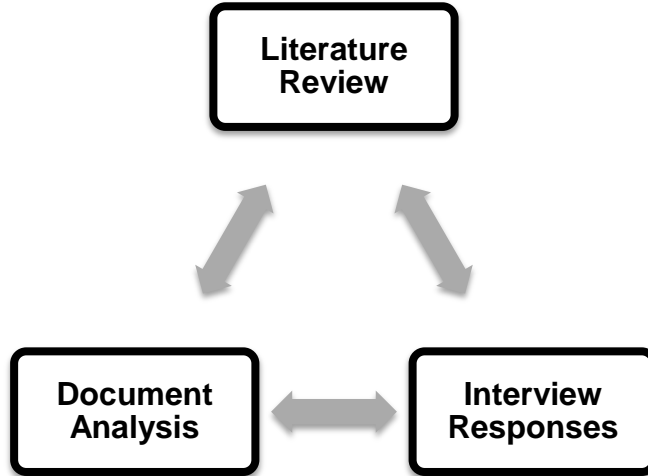 Literature
Review
Document
Analysis
Interview
Responses